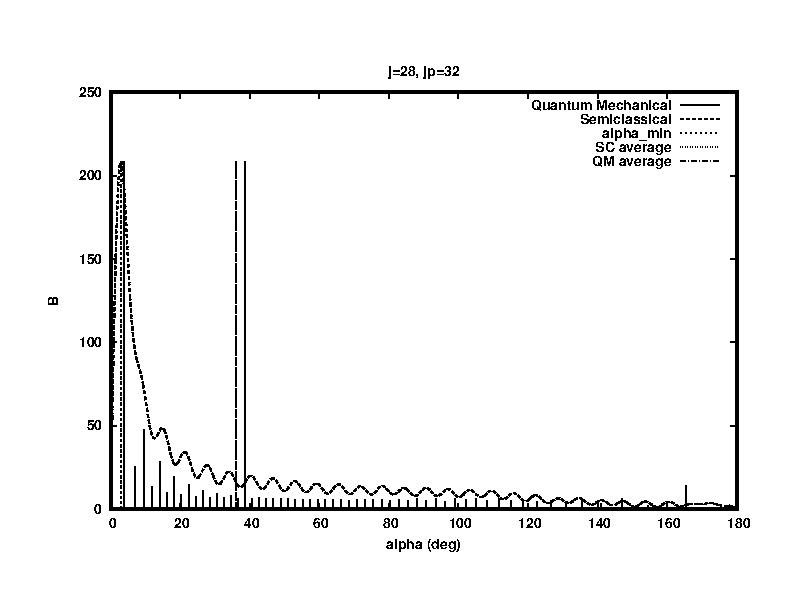 j=28, jp=32
Quantum Mechanical
Semiclassical
alpha_min
SC average
QM average
250
200
150
100
50
0
B
0 20 40 60 80 100 120 140 160 180
alpha (deg)